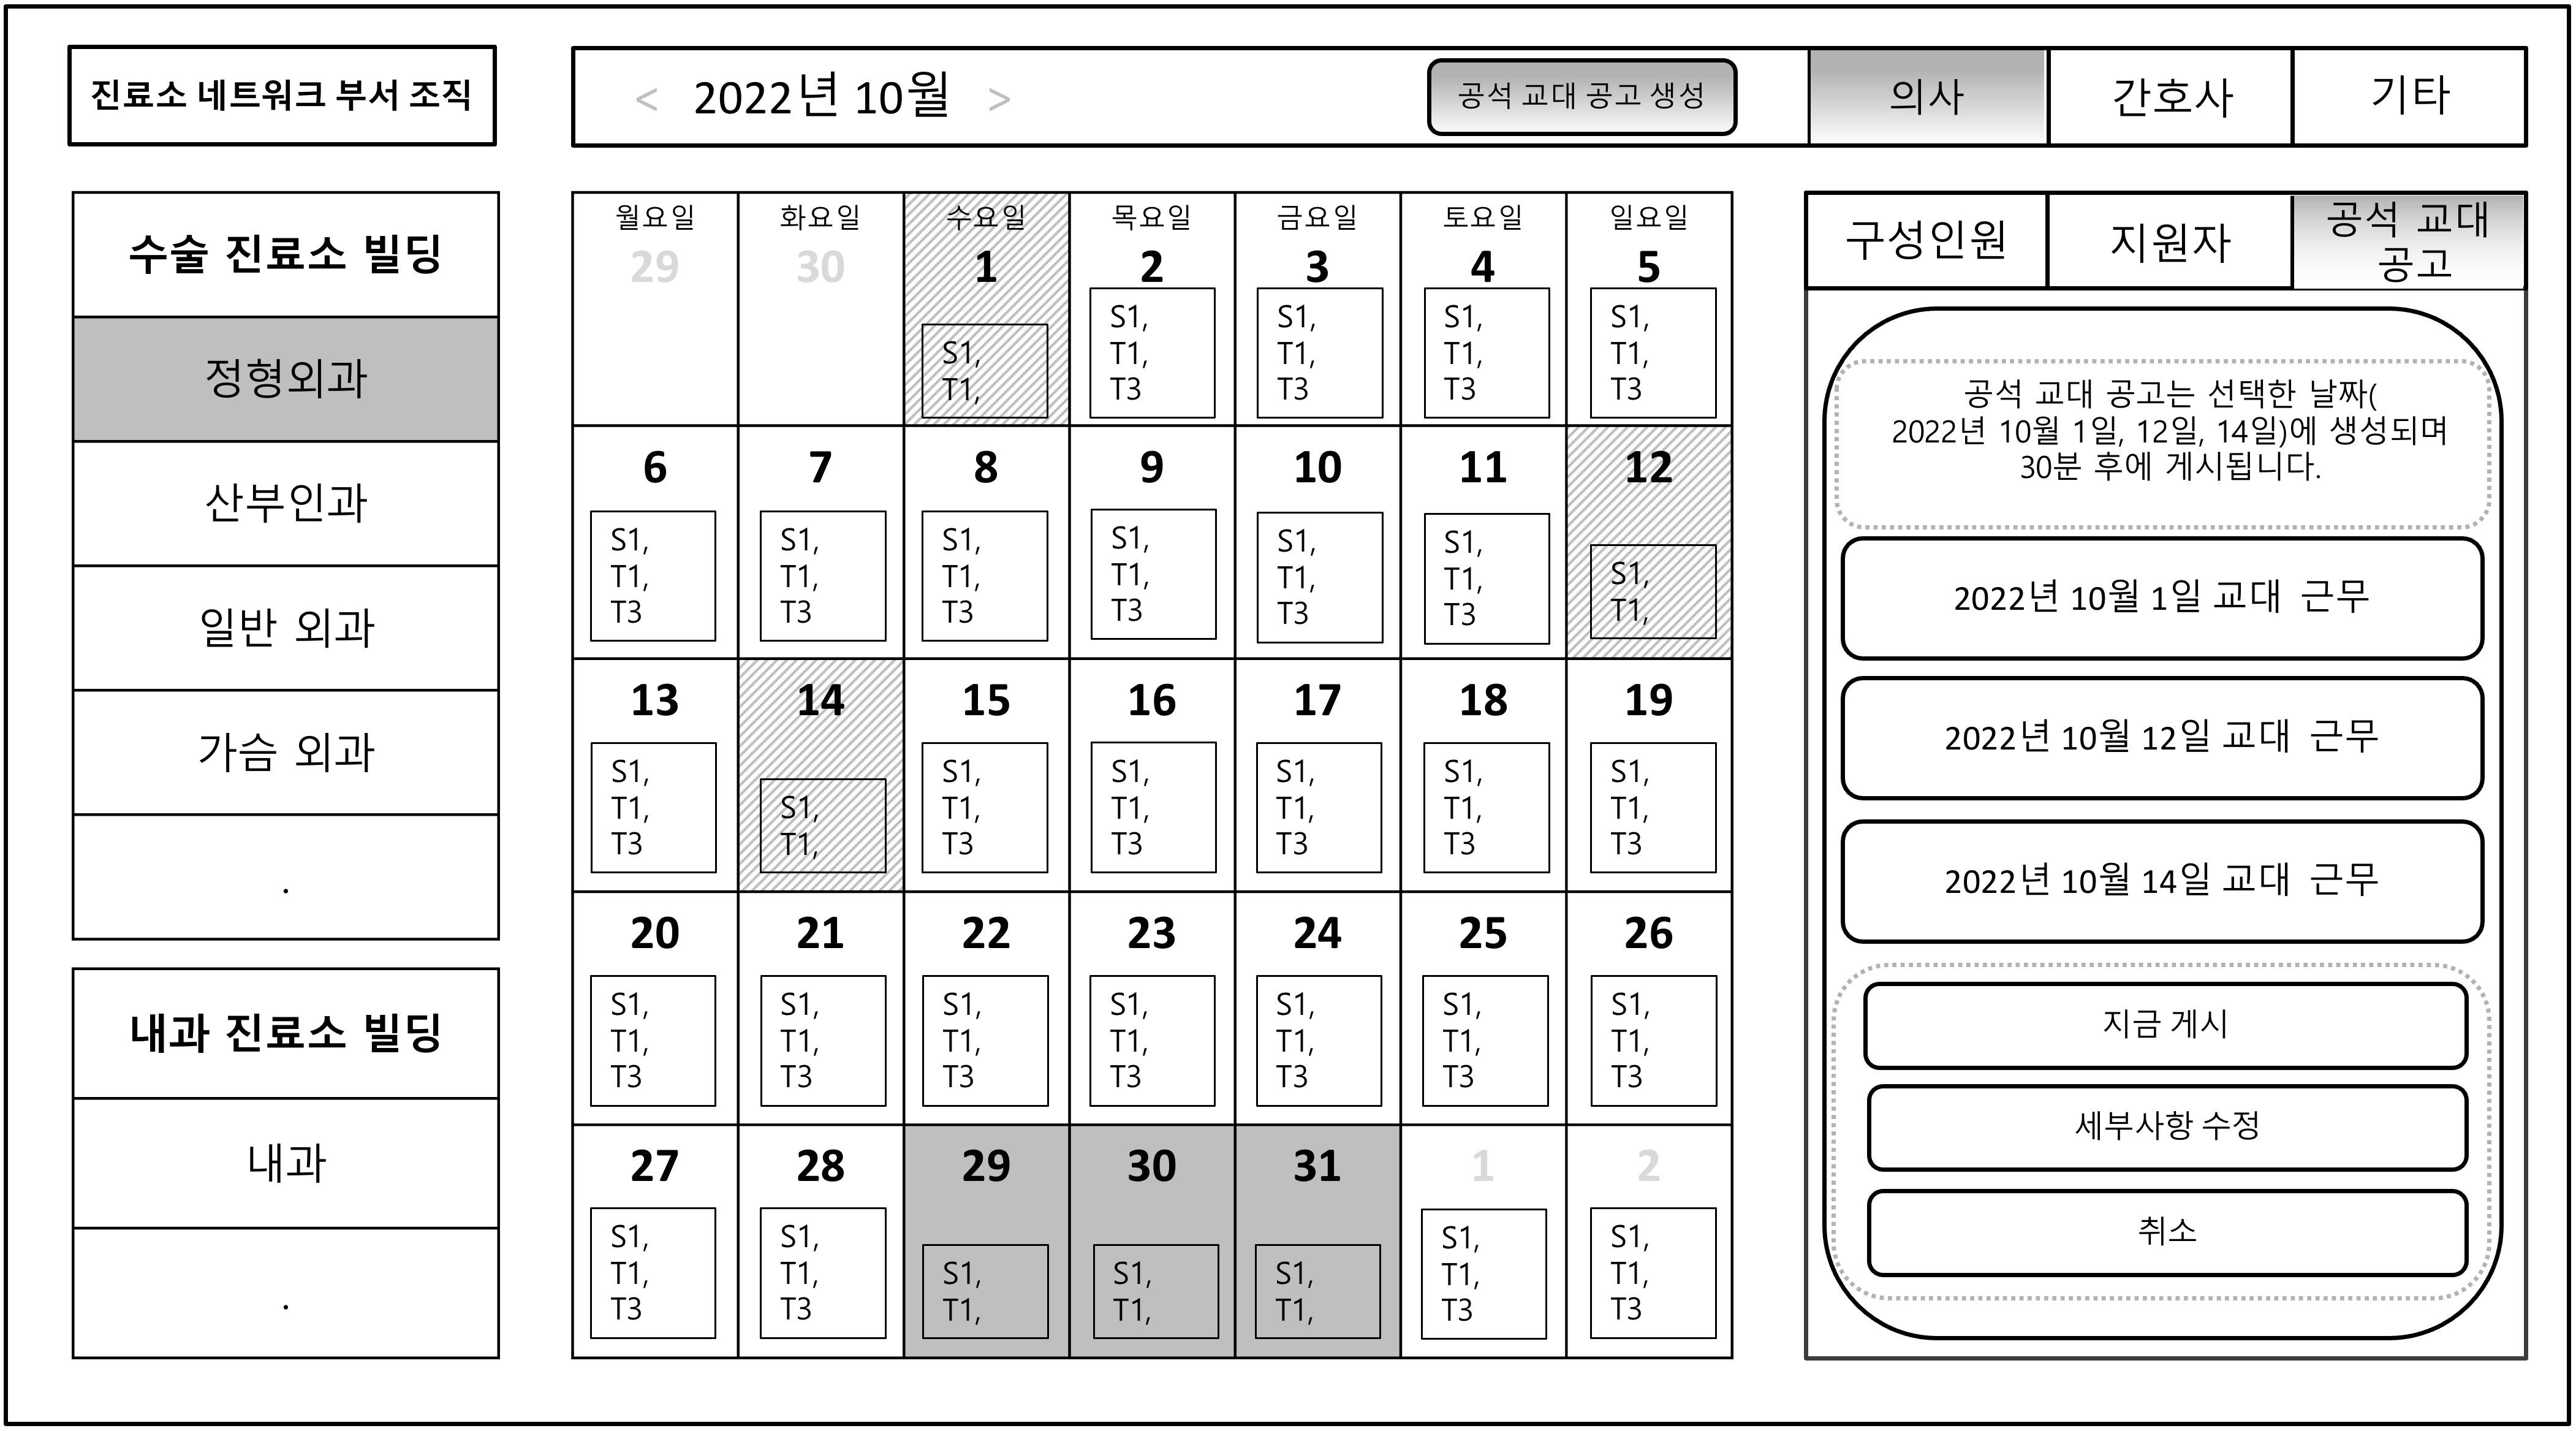 진료소 네트워크 부서 조직
< 2022년 10월 >
공석 교대 공고 생성
의사
간호사
기타
수술 진료소 빌딩
정형외과
산부인과
일반 외과
가슴 외과
.
내과 진료소 빌딩
내과
.
월요일 화요일 수요일 목요일 금요일 토요일 일요일
29 30 1 2 3 4 5
S1, S1, S1, S1,
S1, T1, T1, T1, T1,
T1, T3 T3 T3 T3
6 7 8 9 10 11 12
S1, S1, S1, S1, S1, S1,
T1, T1, T1, T1, T1, T1, S1,
T3 T3 T3 T3 T3 T3 T1,
13 14 15 16 17 18 19
S1, S1, S1, S1, S1, S1,
T1, S1, T1, T1, T1, T1, T1,
T3 T1, T3 T3 T3 T3 T3
20 21 22 23 24 25 26
S1, S1, S1, S1, S1, S1, S1,
T1, T1, T1, T1, T1, T1, T1,
T3 T3 T3 T3 T3 T3 T3
27 28 29 30 31 1 2
S1, S1, S1, S1,
T1, T1, S1, S1, S1, T1, T1,
T3 T3 T1, T1, T1, T3 T3
구성인원
지원자
공석 교대
공고
공석 교대 공고는 선택한 날짜(
2022년 10월 1일, 12일, 14일)에 생성되며
30분 후에 게시됩니다.
2022년 10월 1일 교대 근무
2022년 10월 12일 교대 근무
2022년 10월 14일 교대 근무
지금 게시
세부사항 수정
취소